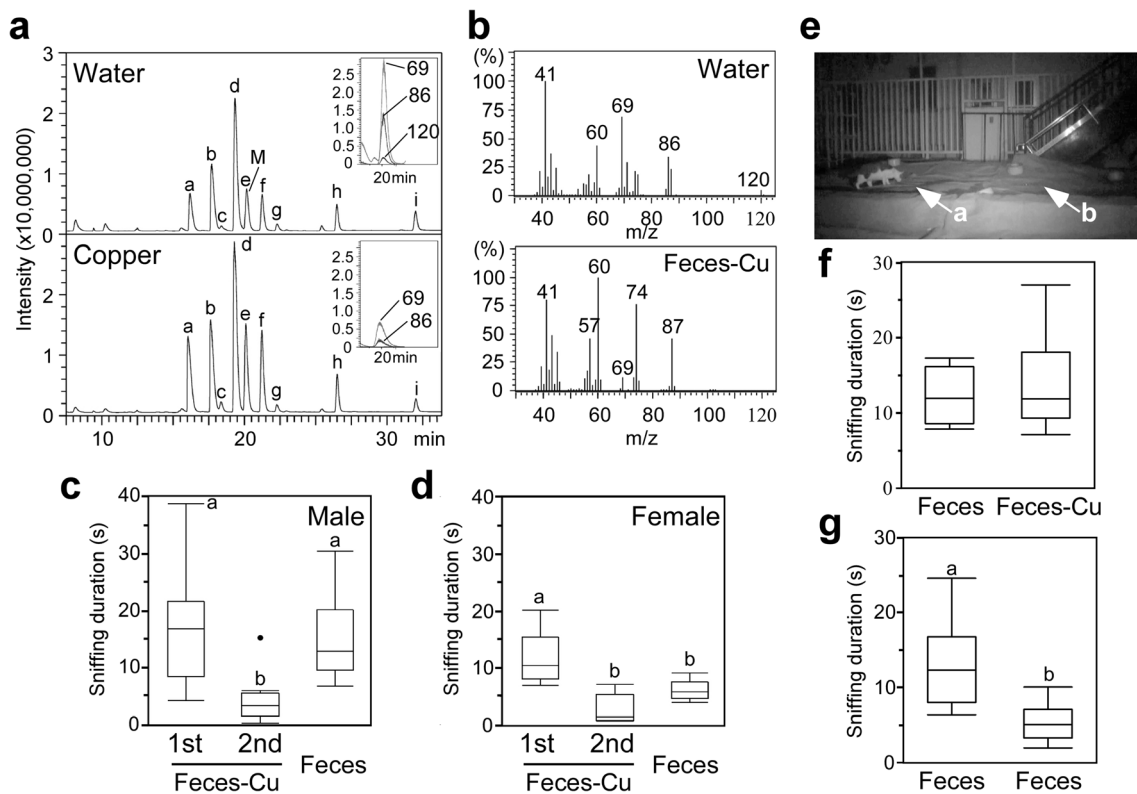 a
Intensity (x10,000,000)
3
2
1
0
2
1
0
Water
a
b
c
d
e
M
f
g
h
i
2.5
2.0
1.5
1.0
0.5
0
69
86
120
20min
Copper
a
b
c
d
e
f
g
h
i
2.5
2.0
1.5
1.0
0.5
0
69
86
20min
10
20
30
min
b
(%)
100
75
50
25
0
Water
41
60
69
86
120
40
60
80
100
120
m/z
(%)
100
75
50
25
0
Feces-Cu
41
57
60
69
74
87
40
60
80
100
120
m/z
e
a
b
f
Sniffing duration (s)
30
20
10
0
Feces
Feces-Cu
c
Sniffing duration (s)
40
30
20
10
0
Male
a
b
a
1st
2nd
Feces
Feces-Cu
d
Sniffing duration (s)
40
30
20
10
0
Female
a
b
b
1st
2nd
Feces
Feces-Cu
g
Sniffing duration (s)
30
20
10
0
a
b
Feces
Feces